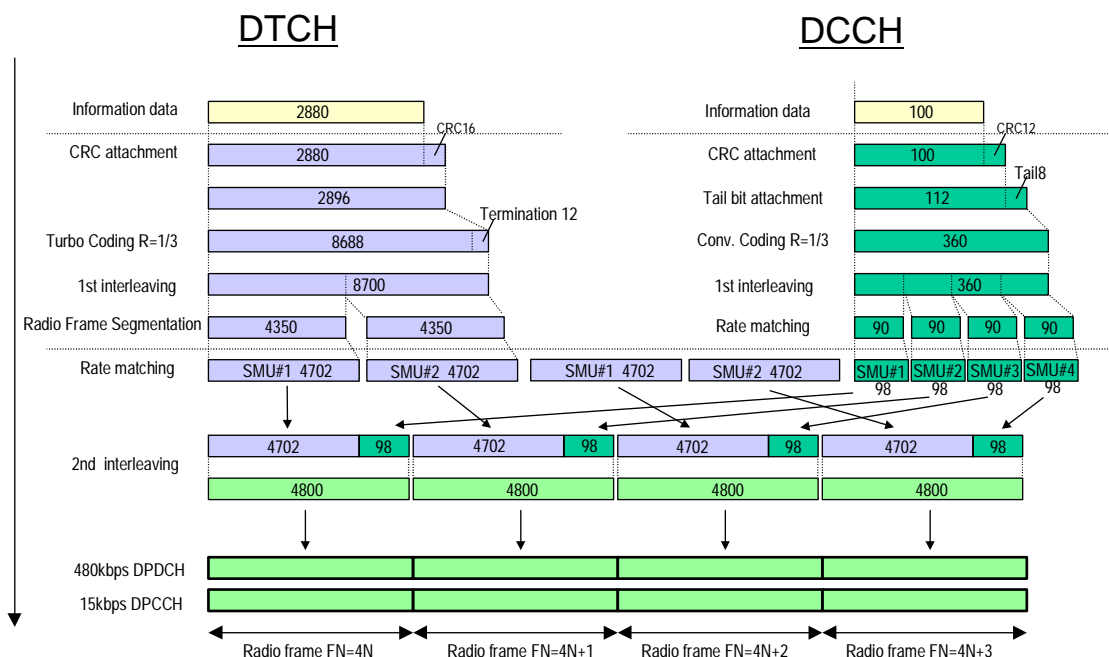 DTCH
DCCH
Information data
2880
Information data
100
CRC16
CRC12
CRC attachment
2880
CRC attachment
100
Tail8
2896
Tail bit attachment
112
Termination 12
Turbo Coding R=1/3
8688
Conv. Coding R=1/3
360
1st interleaving
8700
1st interleaving
360
Radio Frame Segmentation
4350
4350
Rate matching
90
90
90
90
Rate matching
SMU#1 4702
SMU#2 4702
SMU#1 4702
SMU#2 4702
SMU#1
98
SMU#2
98
SMU#3
98
SMU#4
98
2nd interleaving
4702
98
4702
98
4702
98
4702
98
4800
4800
4800
4800
480kbps DPDCH
15kbps DPCCH
Radio frame FN=4N
Radio frame FN=4N+1
Radio frame FN=4N+2
Radio frame FN=4N+3